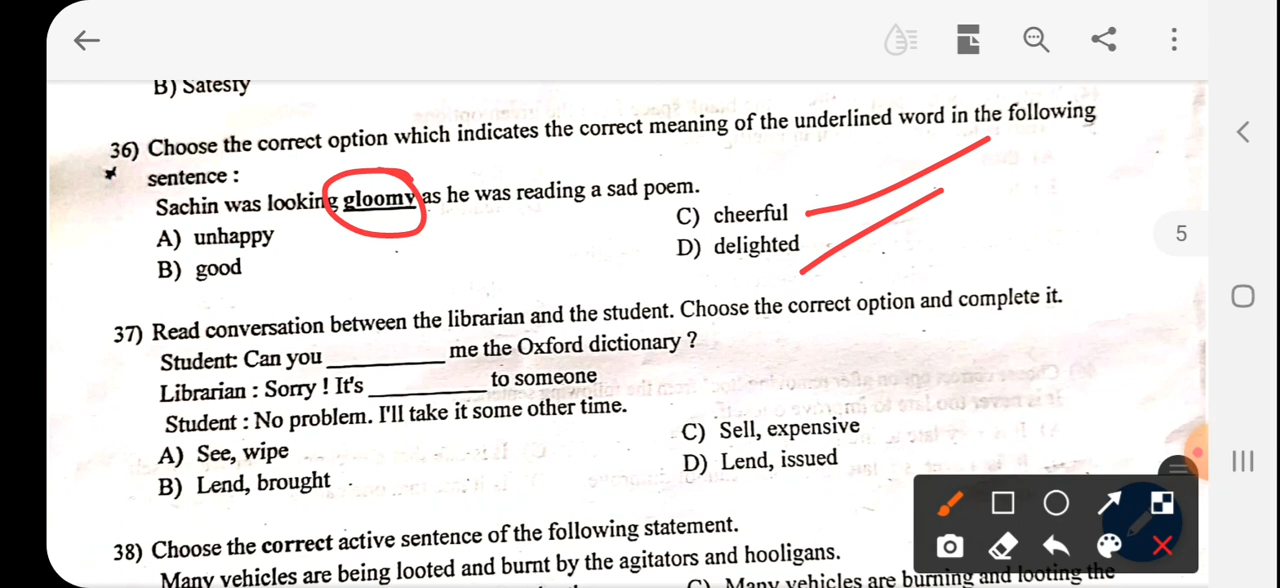 B) Satesfy
36) Choose the correct option which indicates the correct meaning of the underlined word in the following
sentence :
Sachin was looking gloomy as he was reading a sad poem.
A) unhappy
C) cheerful
B) good
D) delighted
5
37) Read conversation between the librarian and the student. Choose the correct option and complete it.
Student: Can you __________ me the Oxford dictionary ?
Librarian : Sorry ! It's __________ to someone
Student : No problem. I'll take it some other time.
A) See, wipe
C) Sell, expensive
B) Lend, brought
D) Lend, issued
38) Choose the correct active sentence of the following statement.
Many vehicles are being looted and burnt by the agitators and hooligans.
C) Many vehicles are burning and looting the